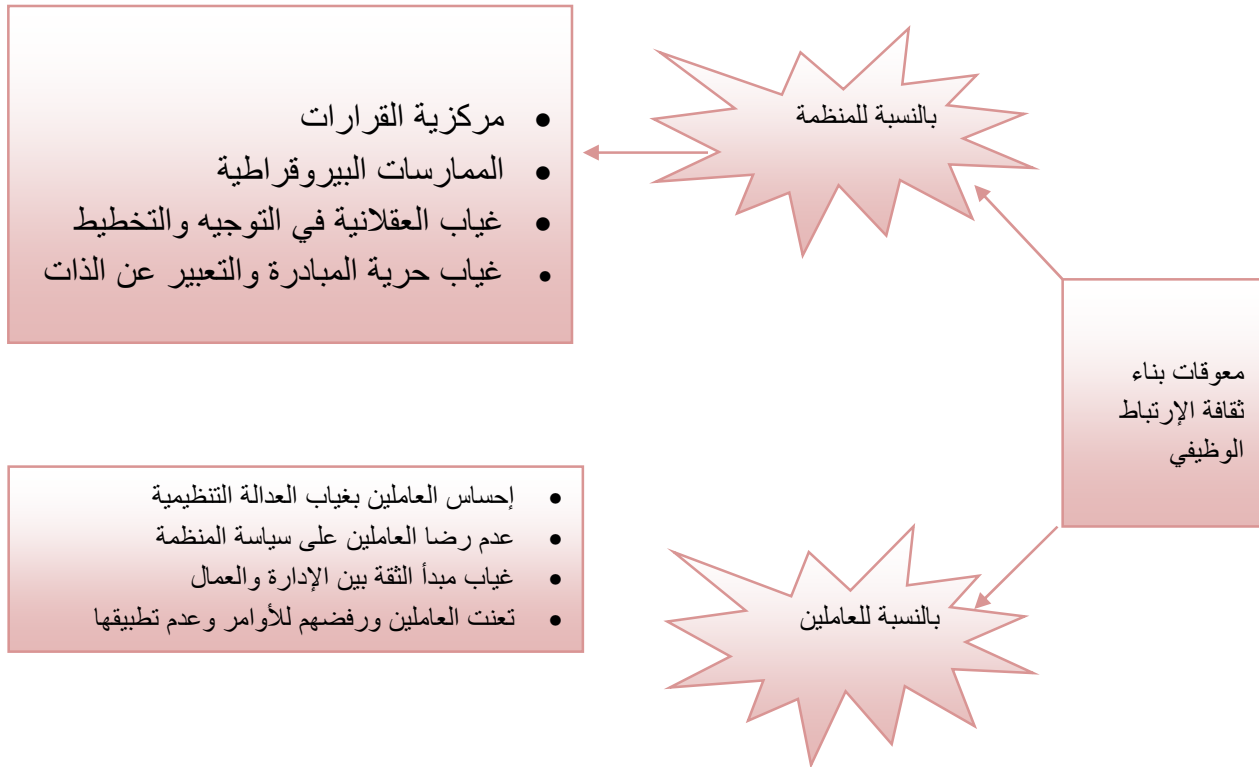 معوقات بناء
ثقافة الإرتباط
الوظيفي
بالنسبة للمنظمة
• مركزية القرارات
• الممارسات البيروقراطية
• غياب العقلانية في التوجيه والتخطيط
• غياب حرية المبادرة والتعبير عن الذات
بالنسبة للعاملين
• إحساس العاملين بغياب العدالة التنظيمية
• عدم رضا العاملين على سياسة المنظمة
• غياب مبدأ الثقة بين الإدارة والعمال
• تعنت العاملين ورفضهم للأوامر وعدم تطبيقها